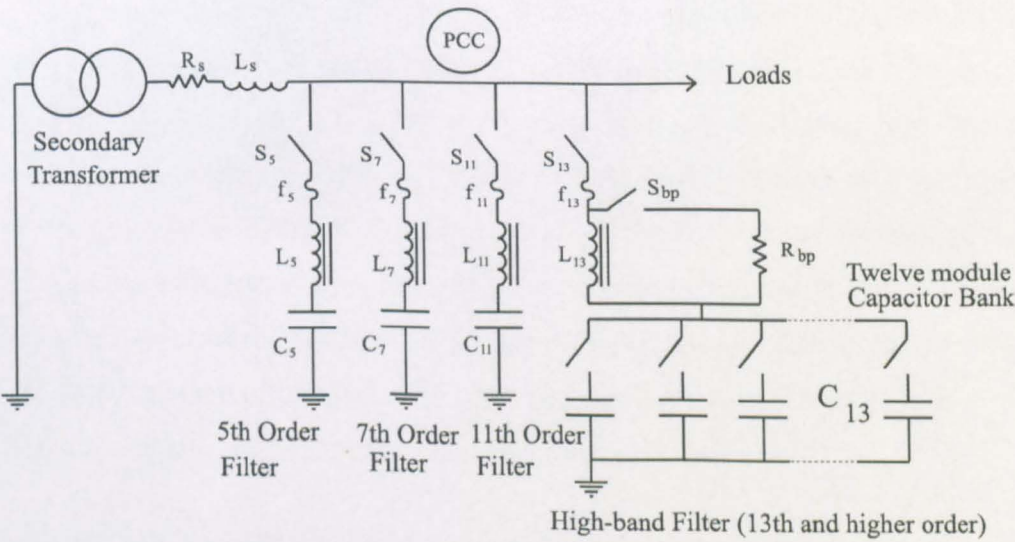 PCC
Rs Ls
Loads
Secondary
Transformer
S5 S7 S11 S13
Sbp
f5 f7 f11 f13
L5 L7 L11 L13
Rbp
Twelve module
Capacitor Bank
C5 C7 C11
C13
5th Order
Filter
7th Order
Filter
11th Order
Filter
High-band Filter (13th and higher order)